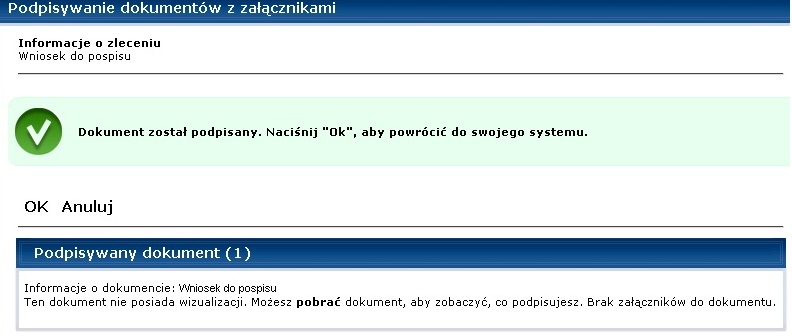 Podpisywanie dokumentów z załącznikami
Informacje o zleceniu
Wniosek do pospisu
Dokument został podpisany. Naciśnij "Ok", aby powrócić do swojego systemu.
OK Anuluj
Podpisywany dokument (1)
Informacje o dokumencie: Wniosek do pospisu
Ten dokument nie posiada wizualizacji. Możesz pobrać dokument, aby zobaczyć, co podpisujesz. Brak załączników do dokumentu.